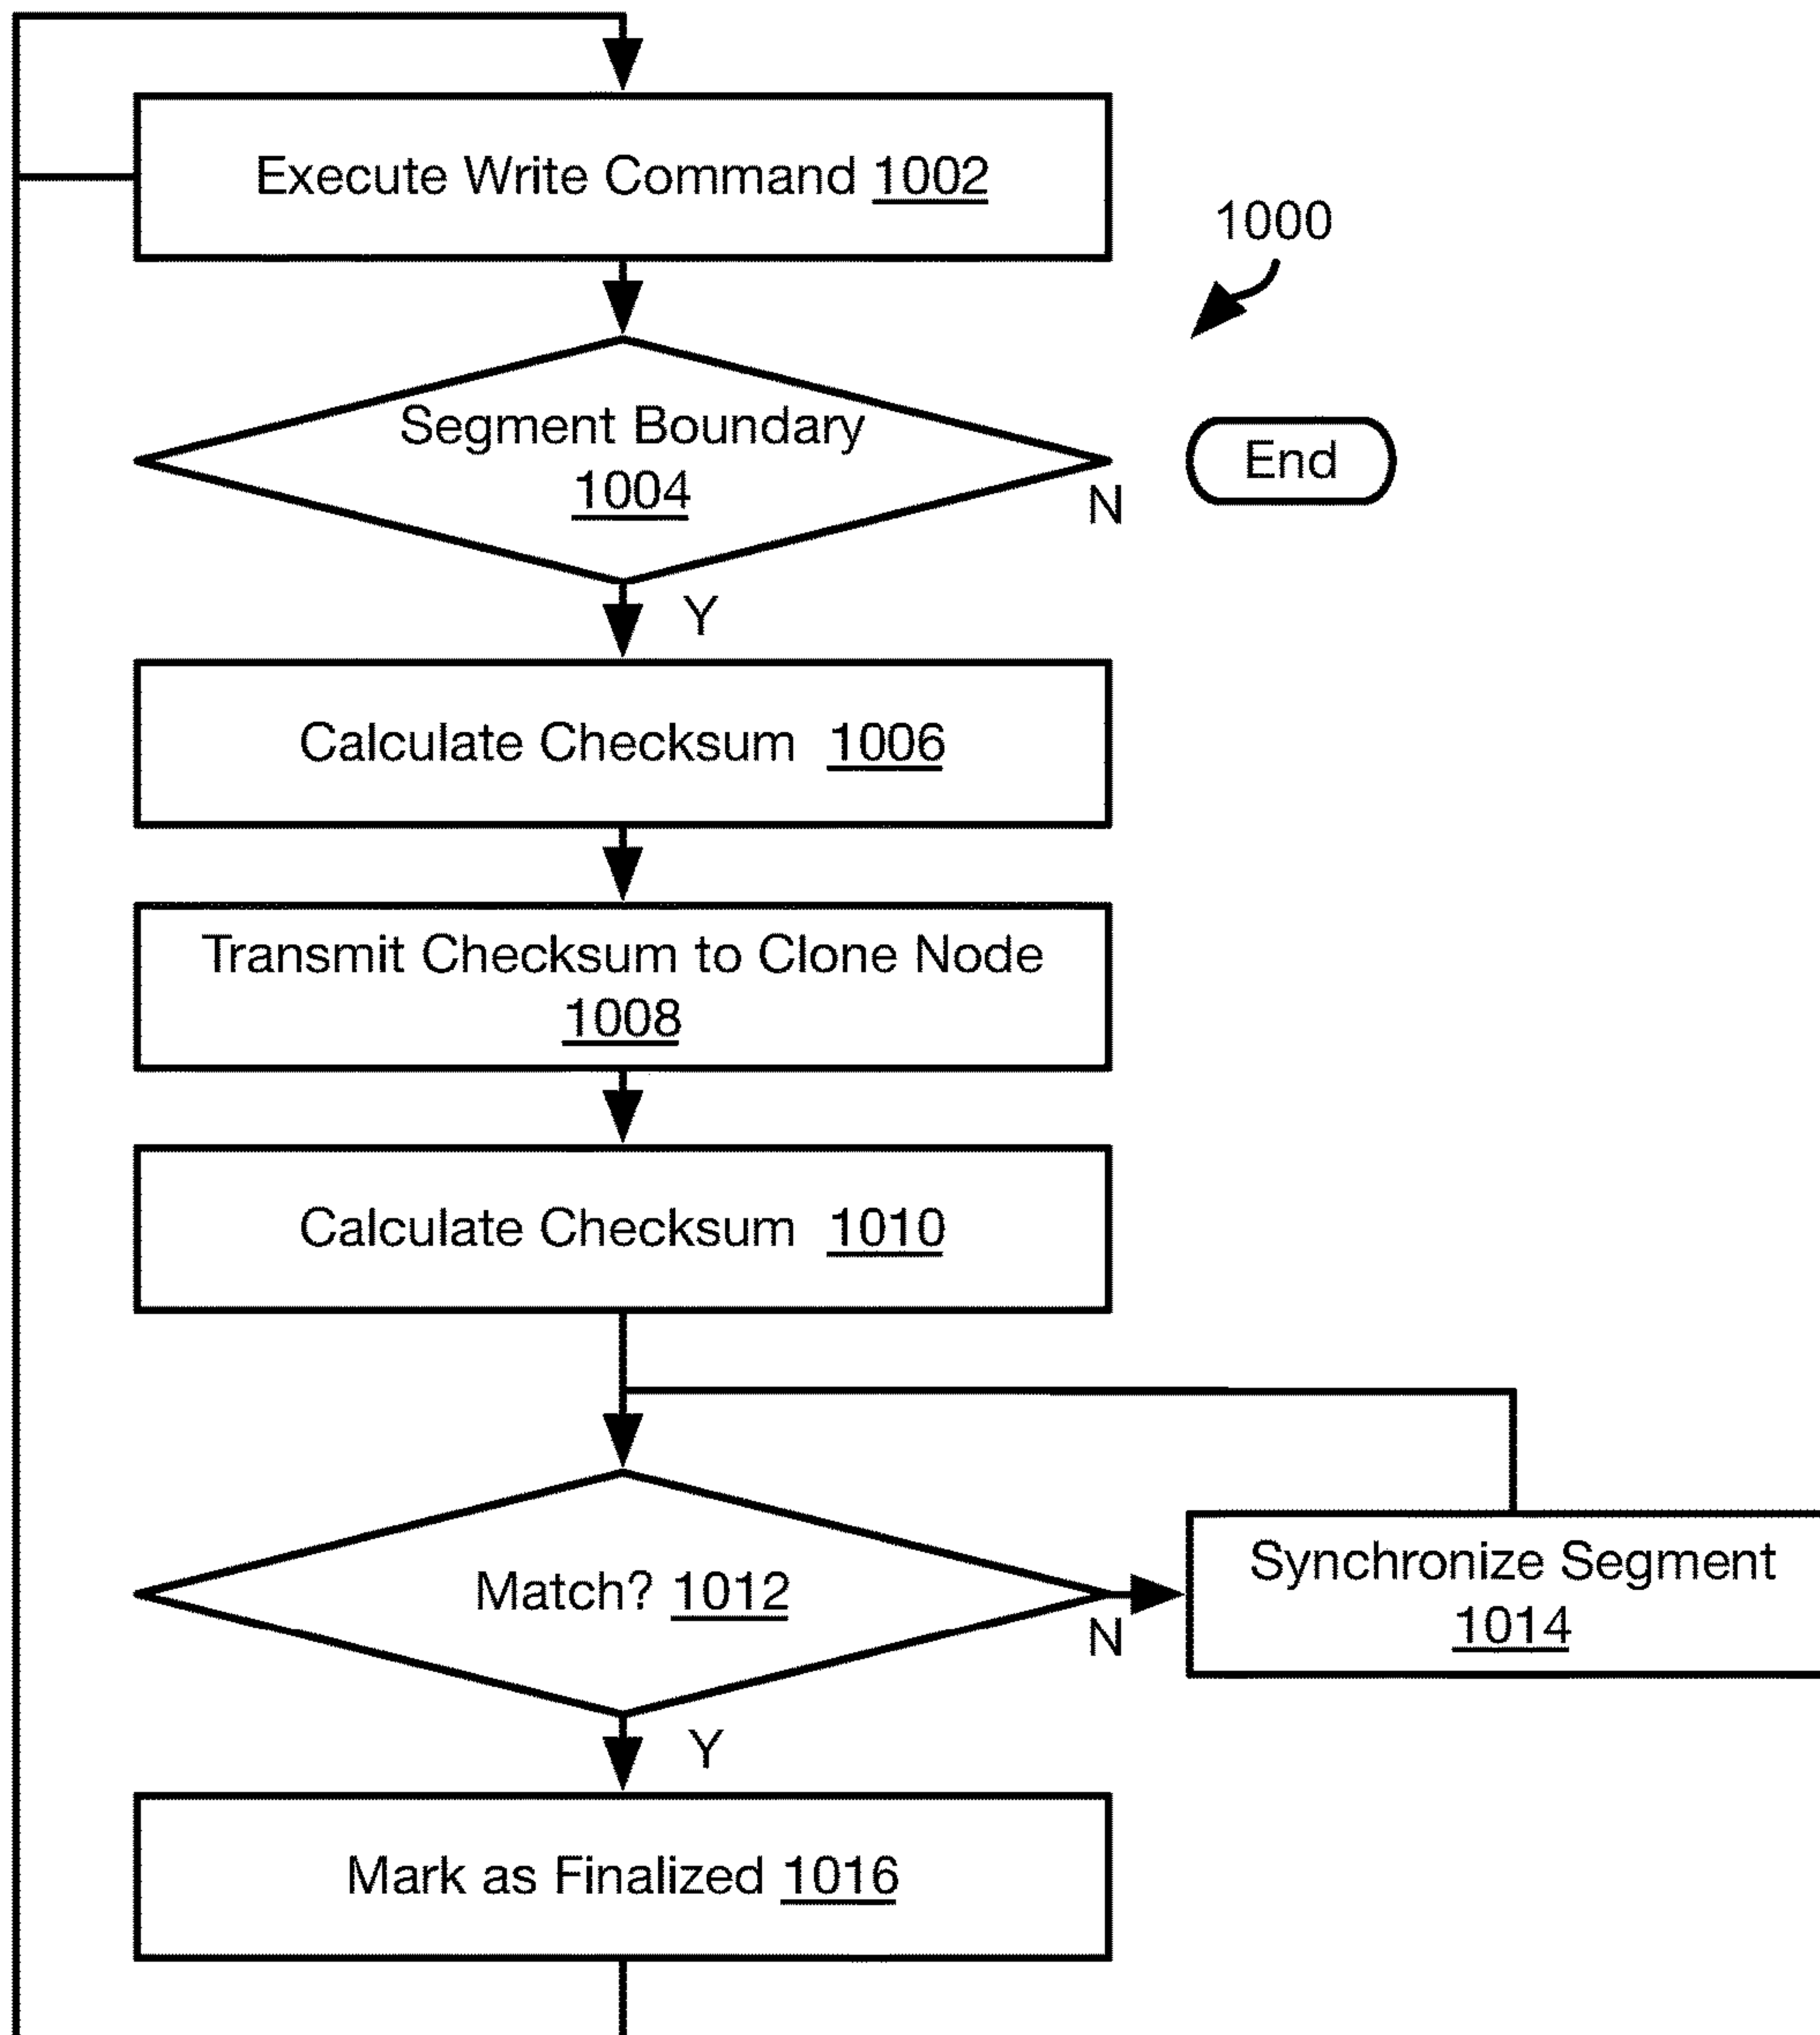 Execute Write Command 1002
1000
Segment Boundary
1004
N
End
Y
Calculate Checksum 1006
Transmit Checksum to Clone Node
1008
Calculate Checksum 1010
Match? 1012
N
Synchronize Segment
1014
Y
Mark as Finalized 1016